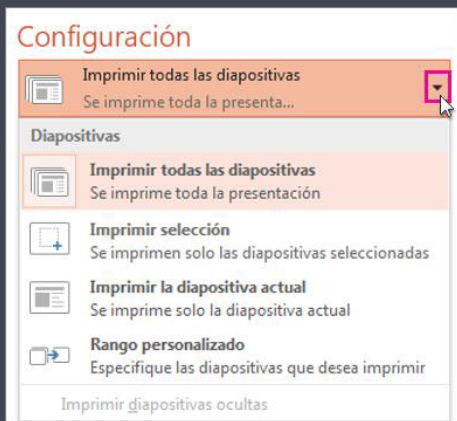 Configuración
Imprimir todas las diapositivas
Se imprime toda la presenta...
Diapositivas
Imprimir todas las diapositivas
Se imprime toda la presentación
Imprimir selección
Se imprimen solo las diapositivas seleccionadas
Imprimir la diapositiva actual
Se imprime solo la diapositiva actual
Rango personalizado
Especifique las diapositivas que desea imprimir
Imprimir diapositivas ocultas